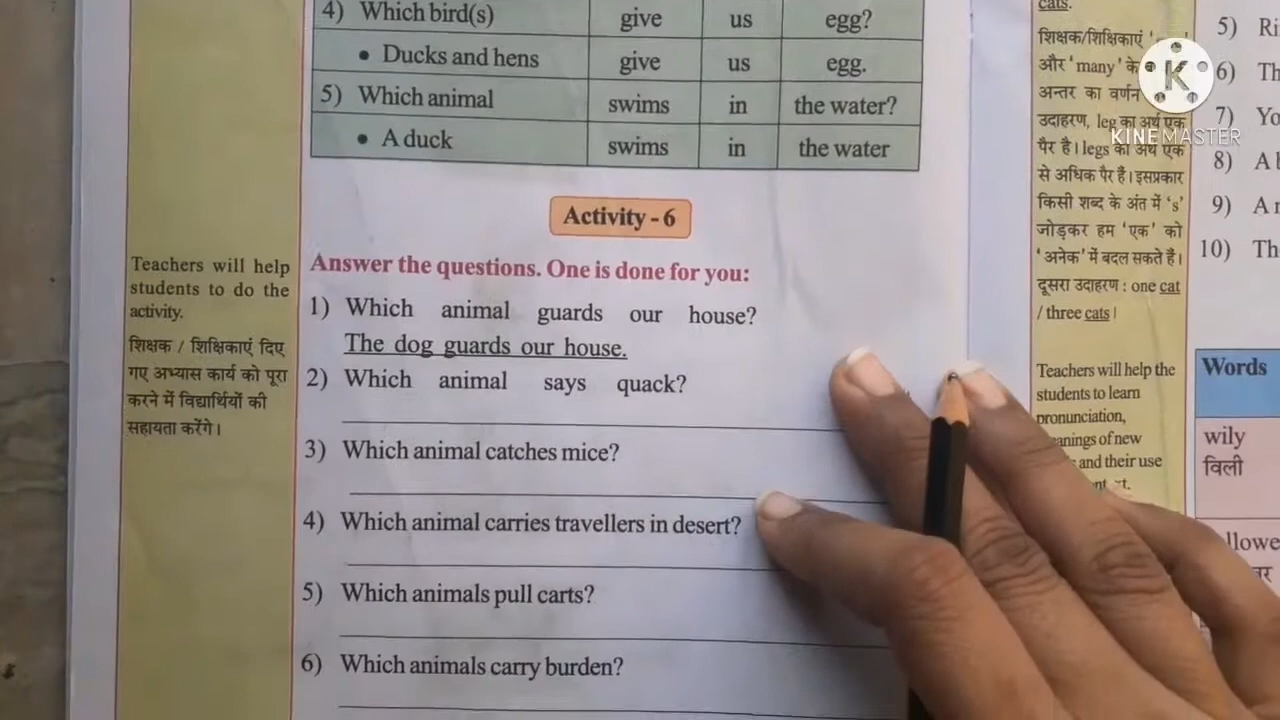 4) Which bird(s) give us egg?
• Ducks and hens give us egg.
5) Which animal swims in the water?
• A duck swims in the water
Activity - 6
Teachers will help
students to do the
activity.
शिक्षक / शिक्षिकाएं दिए
गए अभ्यास कार्य को पूरा
करने में विद्यार्थियों की
सहायता करेंगे।
Answer the questions. One is done for you:
1) Which animal guards our house?
The dog guards our house.
2) Which animal says quack?
3) Which animal catches mice?
4) Which animal carries travellers in desert?
5) Which animals pull carts?
6) Which animals carry burden?
cats.
शिक्षक/शिक्षिकाएं
और 'many' के
अन्तर का वर्णन
उदाहरण, leg का अर्थ एक
पैर है। legs का अर्थ एक
से अधिक पैर हैं। इसप्रकार
किसी शब्द के अंत में 's'
जोड़कर हम 'एक' को
'अनेक' में बदल सकते हैं।
दूसरा उदाहरण : one cat
/ three cats।
Teachers will help the
students to learn
pronunciation,
and their use
5)
6)
7)
8)
9)
10)
Words
wily
विली
K
KINEMASTER